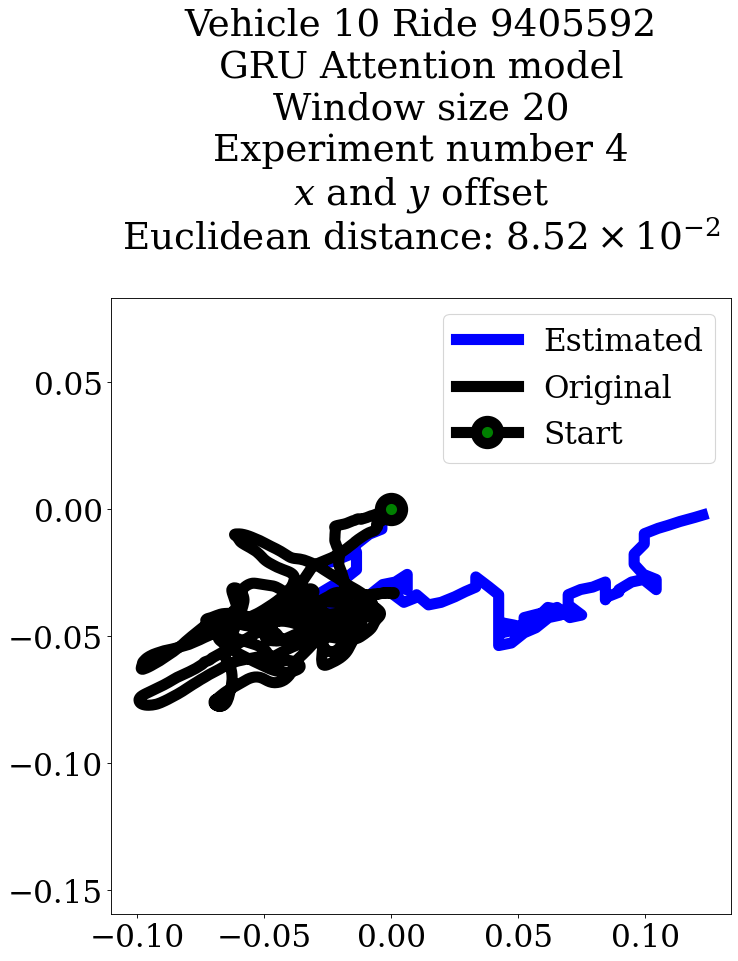 Vehicle 10 Ride 9405592
GRU Attention model
Window size 20
Experiment number 4
x and y offset
Euclidean distance: 8.52 × 10⁻²
Estimated
Original
Start
0.05
0.00
−0.05
−0.10
−0.15
−0.10 −0.05 0.00 0.05 0.10